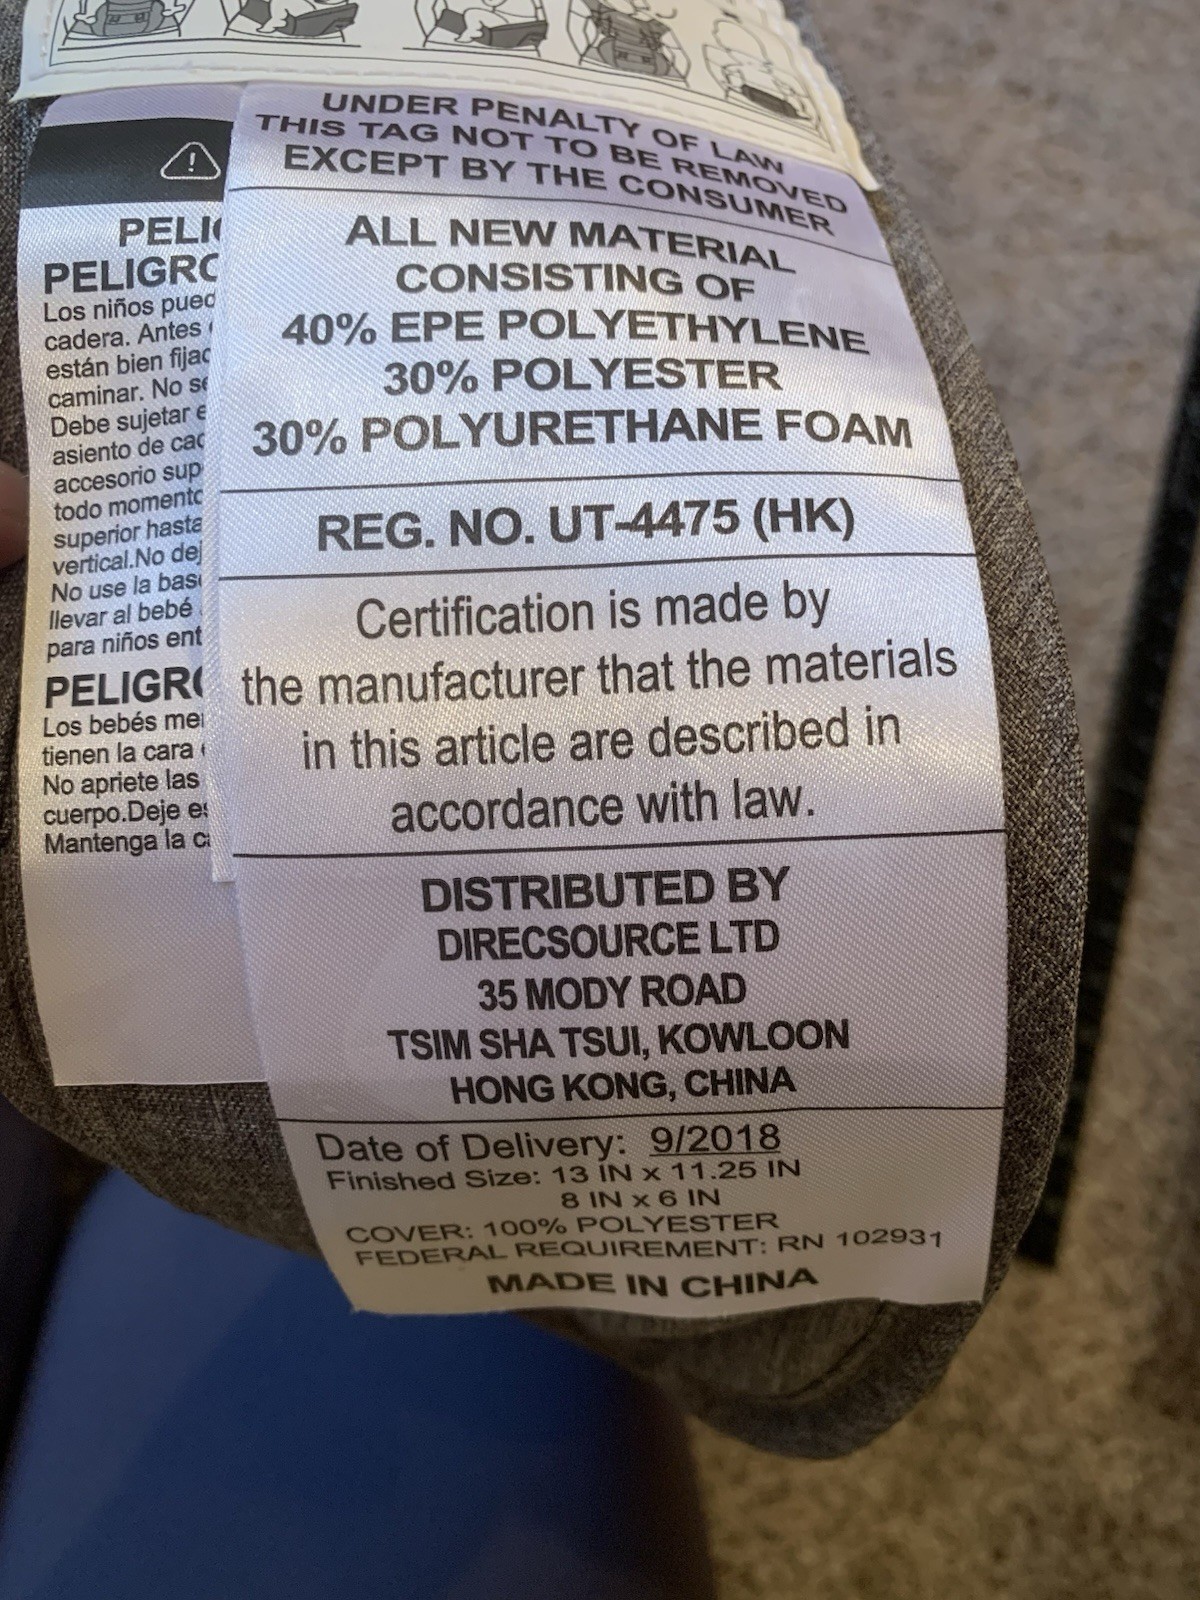 UNDER PENALTY OF LAW
THIS TAG NOT TO BE REMOVED
EXCEPT BY THE CONSUMER
ALL NEW MATERIAL
CONSISTING OF
40% EPE POLYETHYLENE
30% POLYESTER
30% POLYURETHANE FOAM
REG. NO. UT-4475 (HK)
Certification is made by
the manufacturer that the materials
in this article are described in
accordance with law.
DISTRIBUTED BY
DIRECSOURCE LTD
35 MODY ROAD
TSIM SHA TSUI, KOWLOON
HONG KONG, CHINA
Date of Delivery: 9/2018
Finished Size: 13 IN x 11.25 IN
8 IN x 6 IN
COVER: 100% POLYESTER
FEDERAL REQUIREMENT: RN 102931
MADE IN CHINA
Los niños
cadera. Antes
están bien
caminar. No
Debe sujetar
asiento de
accesorio
todo
superior hasta
vertical.No
No use la
llevar al bebé
para niños
Los bebés
tienen la cara
No apriete las
cuerpo.Deje
Mantenga la